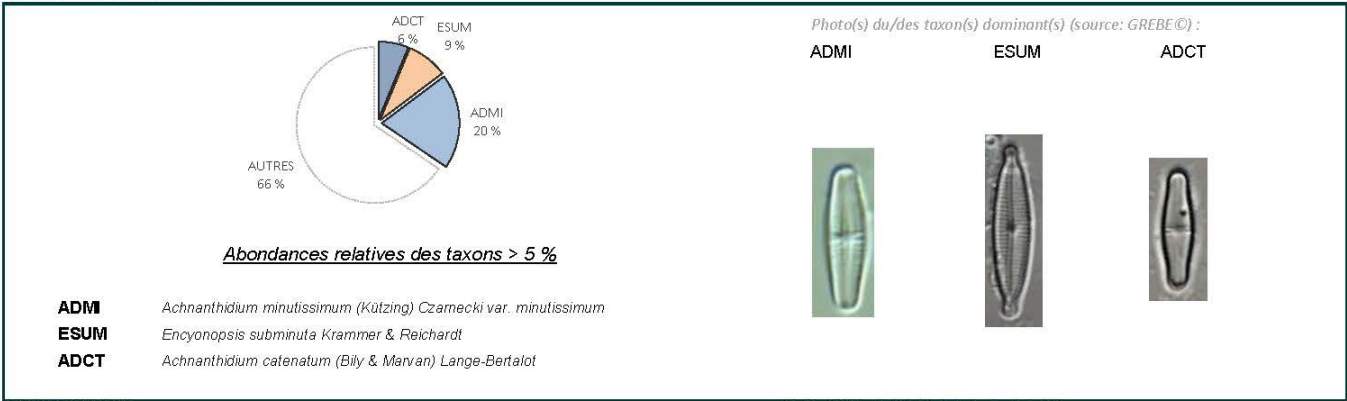 ADCT
6 %
ESUM
9 %
ADMI
20 %
AUTRES
66 %
Abondances relatives des taxons > 5 %
ADMI Achnanthidium minutissimum (Kützing) Czarnecki var. minutissimum
ESUM Encyonopsis subminuta Krammer & Reichardt
ADCT Achnanthidium catenatum (Bily & Marvan) Lange-Bertalot
Photo(s) du/des taxon(s) dominant(s) (source: GREBE©) :
ADMI ESUM ADCT